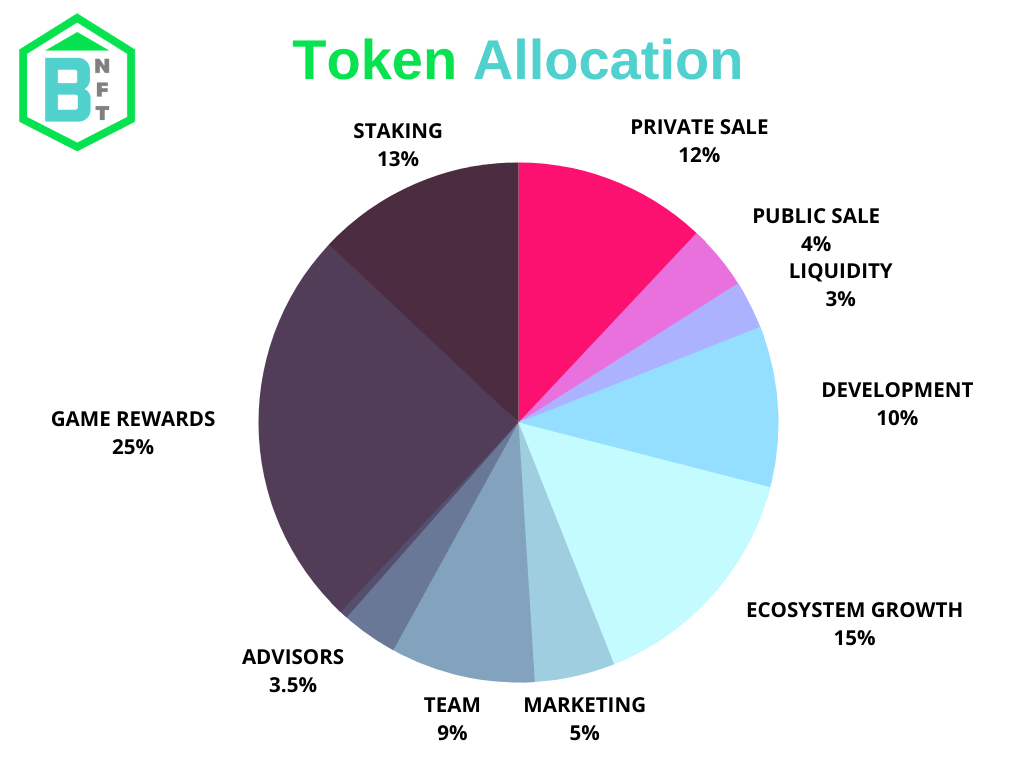 B
N
F
T
Token Allocation
STAKING
13%
PRIVATE SALE
12%
PUBLIC SALE
4%
LIQUIDITY
3%
DEVELOPMENT
10%
GAME REWARDS
25%
ECOSYSTEM GROWTH
15%
ADVISORS
3.5%
TEAM
9%
MARKETING
5%